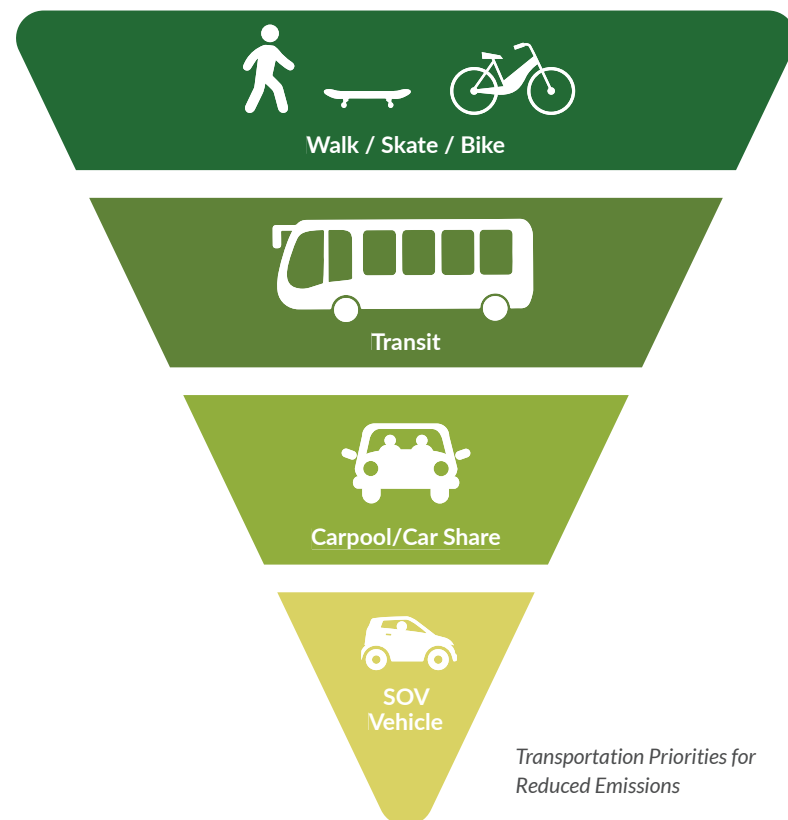 Walk / Skate / Bike
Transit
Carpool/Car Share
SOV
Vehicle
Transportation Priorities for
Reduced Emissions